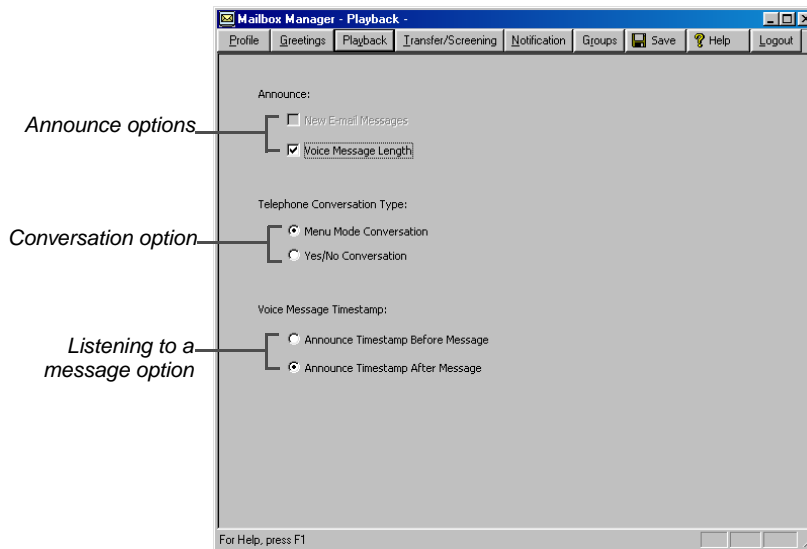 Mailbox Manager - Playback -
Profile Greetings Playback Transfer/Screening Notification Groups Save Help Logout
Announce:
Announce options
New E-mail Messages
Voice Message Length
Telephone Conversation Type:
Conversation option
Menu Mode Conversation
Yes/No Conversation
Voice Message Timestamp:
Listening to a
message option
Announce Timestamp Before Message
Announce Timestamp After Message
For Help, press F1